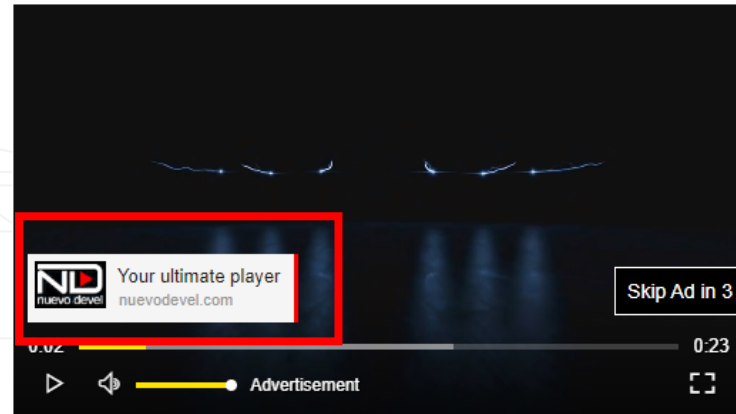 ND
nuevo devel
Your ultimate player
nuevodevel.com
Skip Ad in 3
0:02
0:23
Advertisement